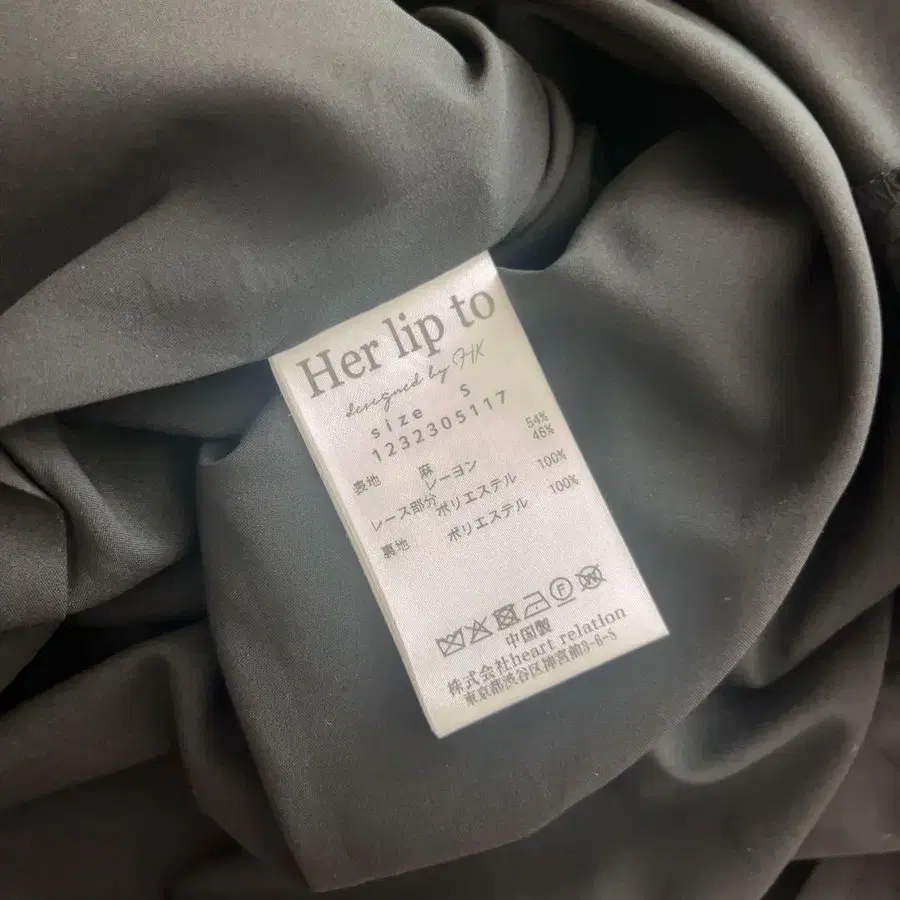 Her lip to
designed by HK
size S
1232305117
表地 麻 54%
レーヨン 46%
レース部分 ポリエステル 100%
裏地 ポリエステル 100%
F W
中国製
株式会社heart relation
東京都渋谷区神宮前3-6-5